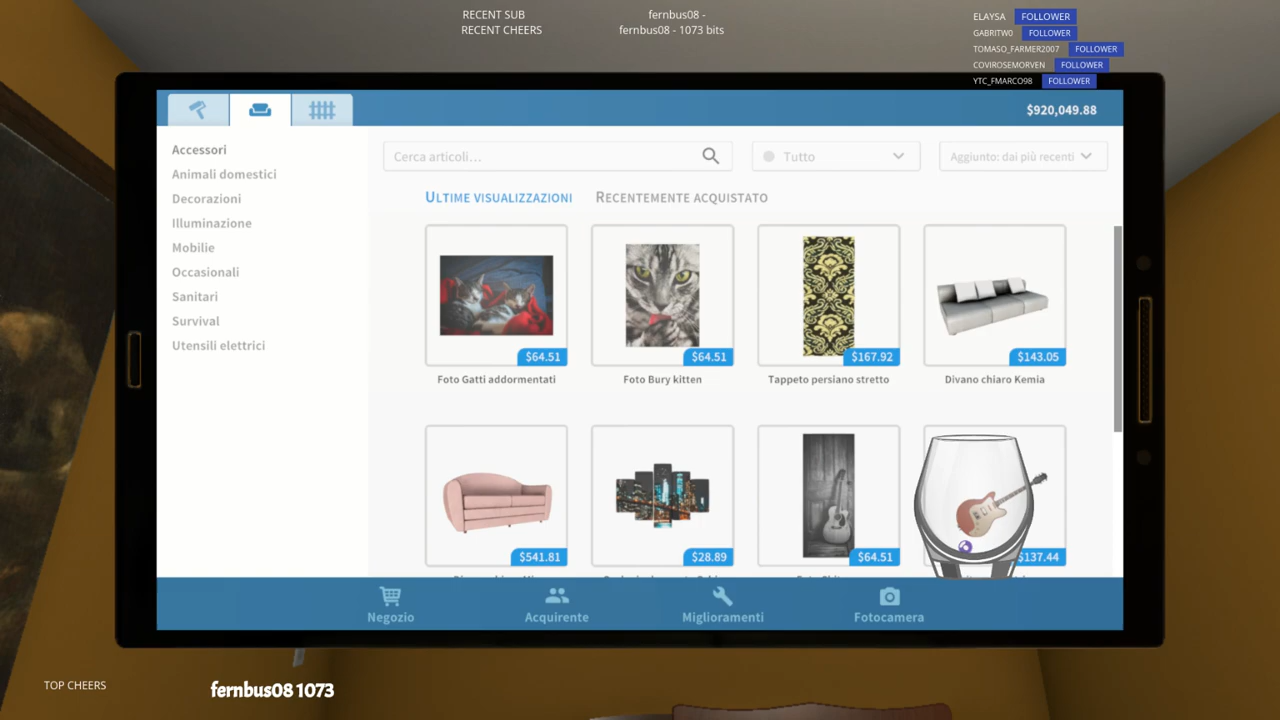 RECENT SUB
fernbus08 -
RECENT CHEERS
fernbus08 - 1073 bits
ELAYSA FOLLOWER
GABRITW0 FOLLOWER
TOMASO_FARMER2007 FOLLOWER
COVIROSEMORVEN FOLLOWER
YTC_FMARCO98 FOLLOWER
$920,049.88
Accessori
Animali domestici
Decorazioni
Illuminazione
Mobilie
Occasionali
Sanitari
Survival
Utensili elettrici
Cerca articoli...
Tutto
Aggiunto: dai più recenti
ULTIME VISUALIZZAZIONI
RECENTEMENTE ACQUISTATO
$64.51
$64.51
$167.92
$143.05
Foto Gatti addormentati
Foto Bury kitten
Tappeto persiano stretto
Divano chiaro Kemia
$541.81
$28.89
$64.51
$137.44
Negozio
Acquirente
Miglioramenti
Fotocamera
TOP CHEERS
fernbus08 1073